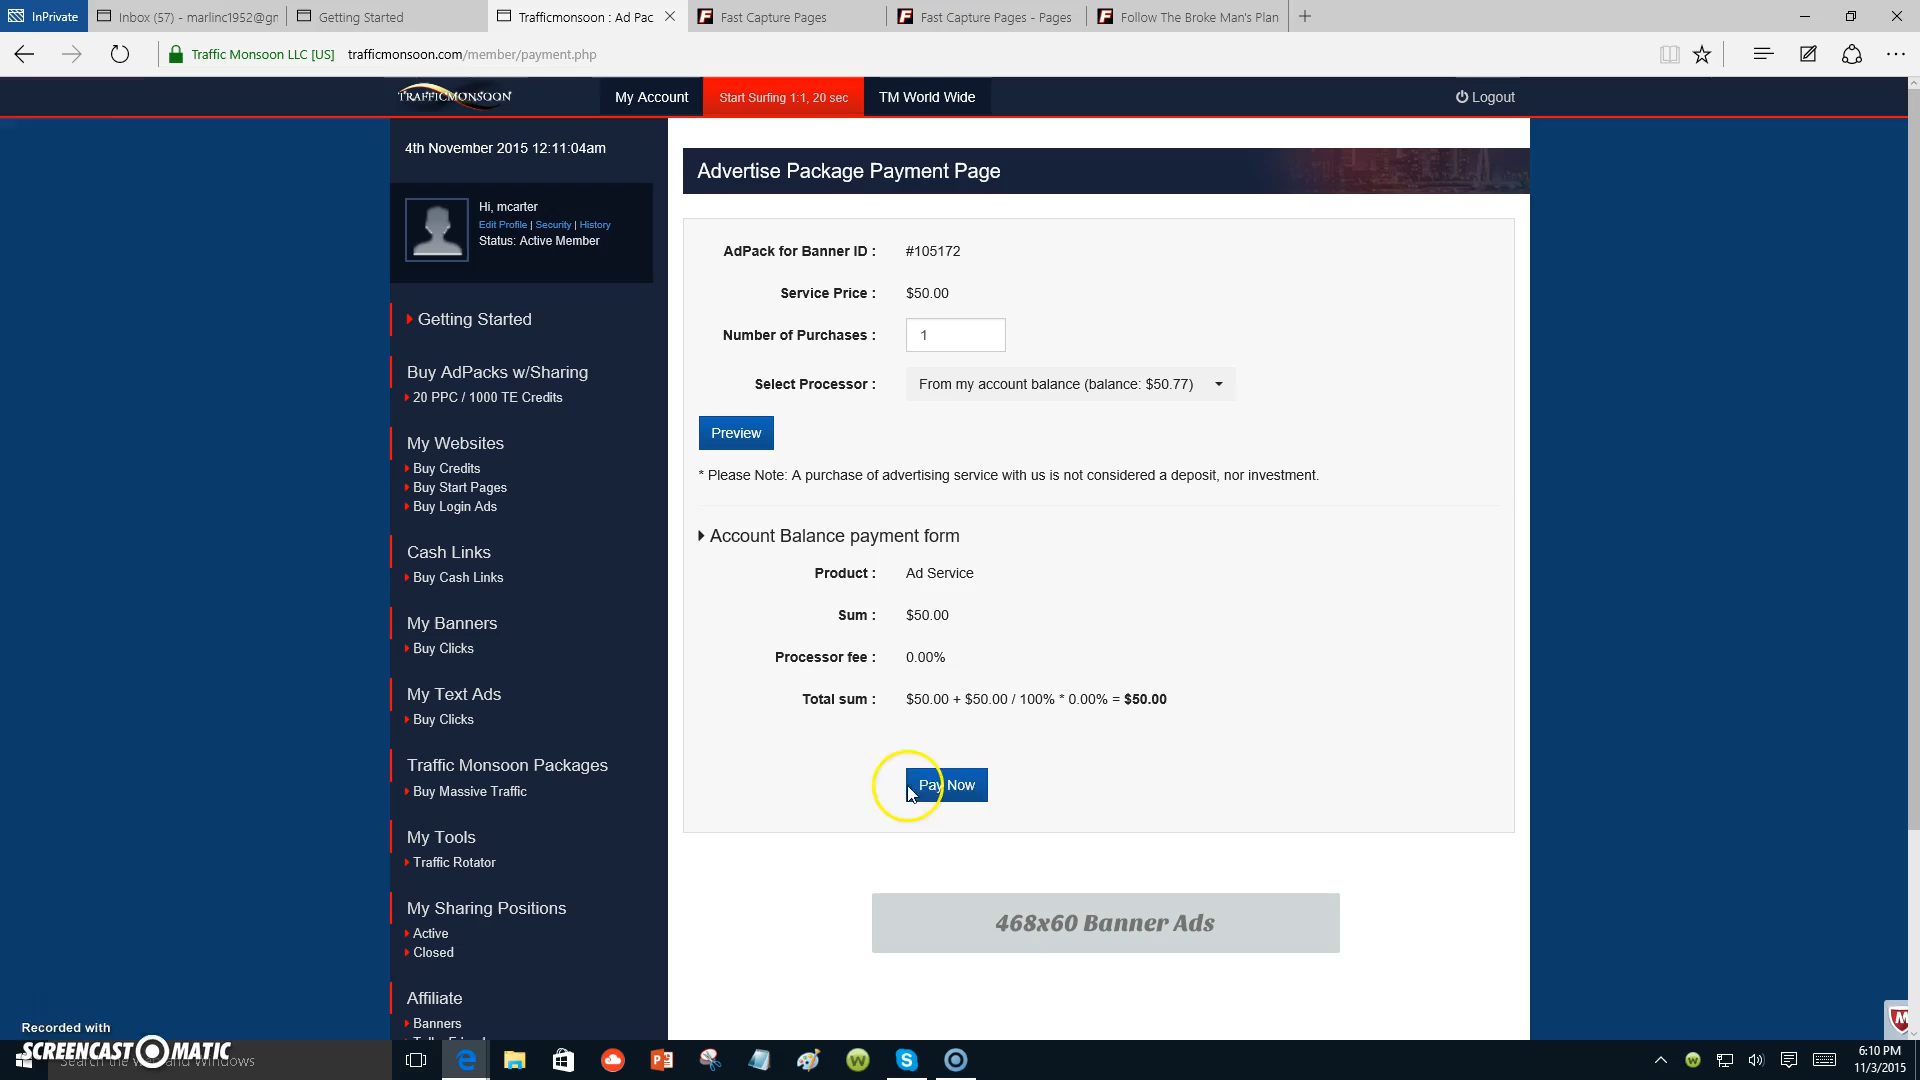 InPrivate
Inbox (57) - marlinc1952@gn
Getting Started
Trafficmonsoon : Ad Pac
Fast Capture Pages
Fast Capture Pages - Pages
Follow The Broke Man's Plan
Traffic Monsoon LLC [US]
trafficmonsoon.com/member/payment.php
TRAFFICMONSOON
My Account
Start Surfing 1:1, 20 sec
TM World Wide
Logout
4th November 2015 12:11:04am
Hi, mcarter
Edit Profile | Security | History
Status: Active Member
Getting Started
Buy AdPacks w/Sharing
20 PPC / 1000 TE Credits
My Websites
Buy Credits
Buy Start Pages
Buy Login Ads
Cash Links
Buy Cash Links
My Banners
Buy Clicks
My Text Ads
Buy Clicks
Traffic Monsoon Packages
Buy Massive Traffic
My Tools
Traffic Rotator
My Sharing Positions
Active
Closed
Affiliate
Banners
Advertise Package Payment Page
AdPack for Banner ID : #105172
Service Price : $50.00
Number of Purchases : 1
Select Processor : From my account balance (balance: $50.77)
Preview
* Please Note: A purchase of advertising service with us is not considered a deposit, nor investment.
Account Balance payment form
Product : Ad Service
Sum : $50.00
Processor fee : 0.00%
Total sum : $50.00 + $50.00 / 100% * 0.00% = $50.00
Pay Now
468x60 Banner Ads
Recorded with
SCREENCAST O MATIC
Search the web and Windows
6:10 PM
11/3/2015